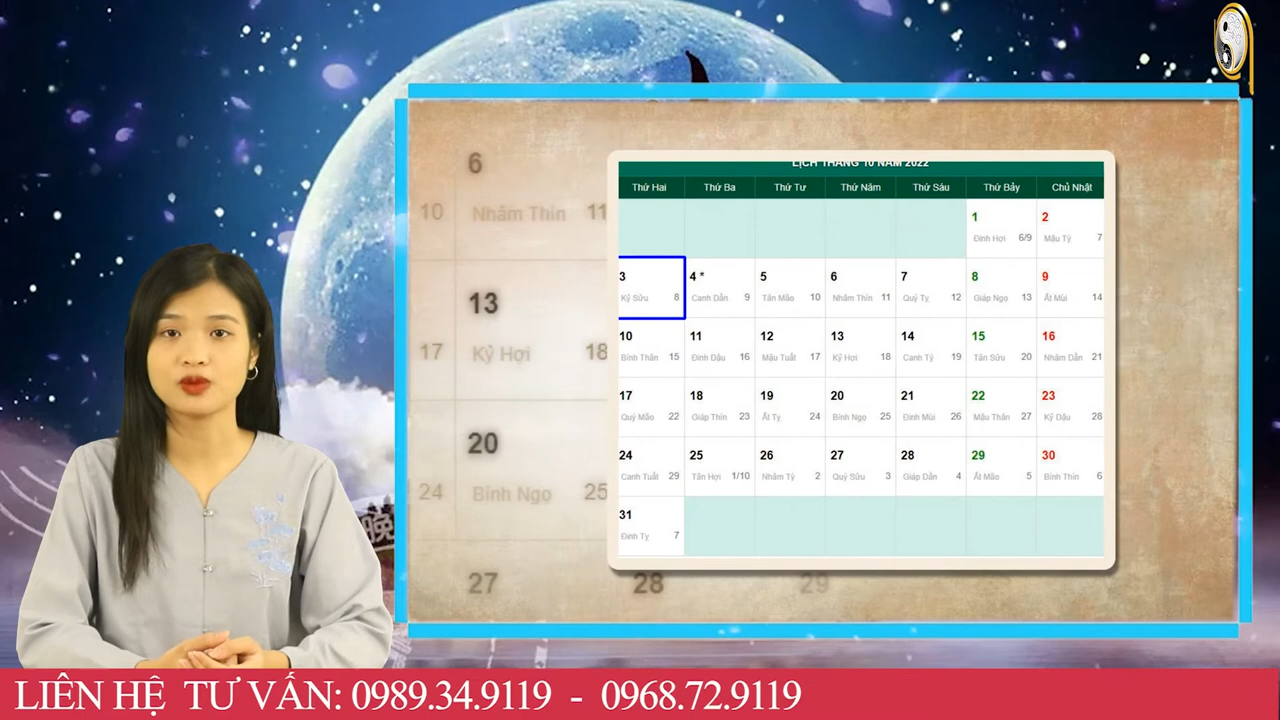 LỊCH THÁNG 10 NĂM 2022
Thứ Hai Thứ Ba Thứ Tư Thứ Năm Thứ Sáu Thứ Bảy Chủ Nhật
1 2
Đinh Hợi 6/9 Mậu Tý 7
3 4 * 5 6 7 8 9
Kỷ Sửu 8 Canh Dần 9 Tân Mão 10 Nhâm Thìn 11 Quý Tỵ 12 Giáp Ngọ 13 Ất Mùi 14
10 11 12 13 14 15 16
Bính Thân 15 Đinh Dậu 16 Mậu Tuất 17 Kỷ Hợi 18 Canh Tý 19 Tân Sửu 20 Nhâm Dần 21
17 18 19 20 21 22 23
Quý Mão 22 Giáp Thìn 23 Ất Tỵ 24 Bính Ngọ 25 Đinh Mùi 26 Mậu Thân 27 Kỷ Dậu 28
24 25 26 27 28 29 30
Canh Tuất 29 Tân Hợi 1/10 Nhâm Tý 2 Quý Sửu 3 Giáp Dần 4 Ất Mão 5 Bính Thìn 6
31
Đinh Tỵ 7
6
10 Nhâm Thìn 11
13
17 Kỷ Hợi 18
20
24 Bính Ngọ 25
27 28 29
晚
LIÊN HỆ TƯ VẤN: 0989.34.9119 - 0968.72.9119